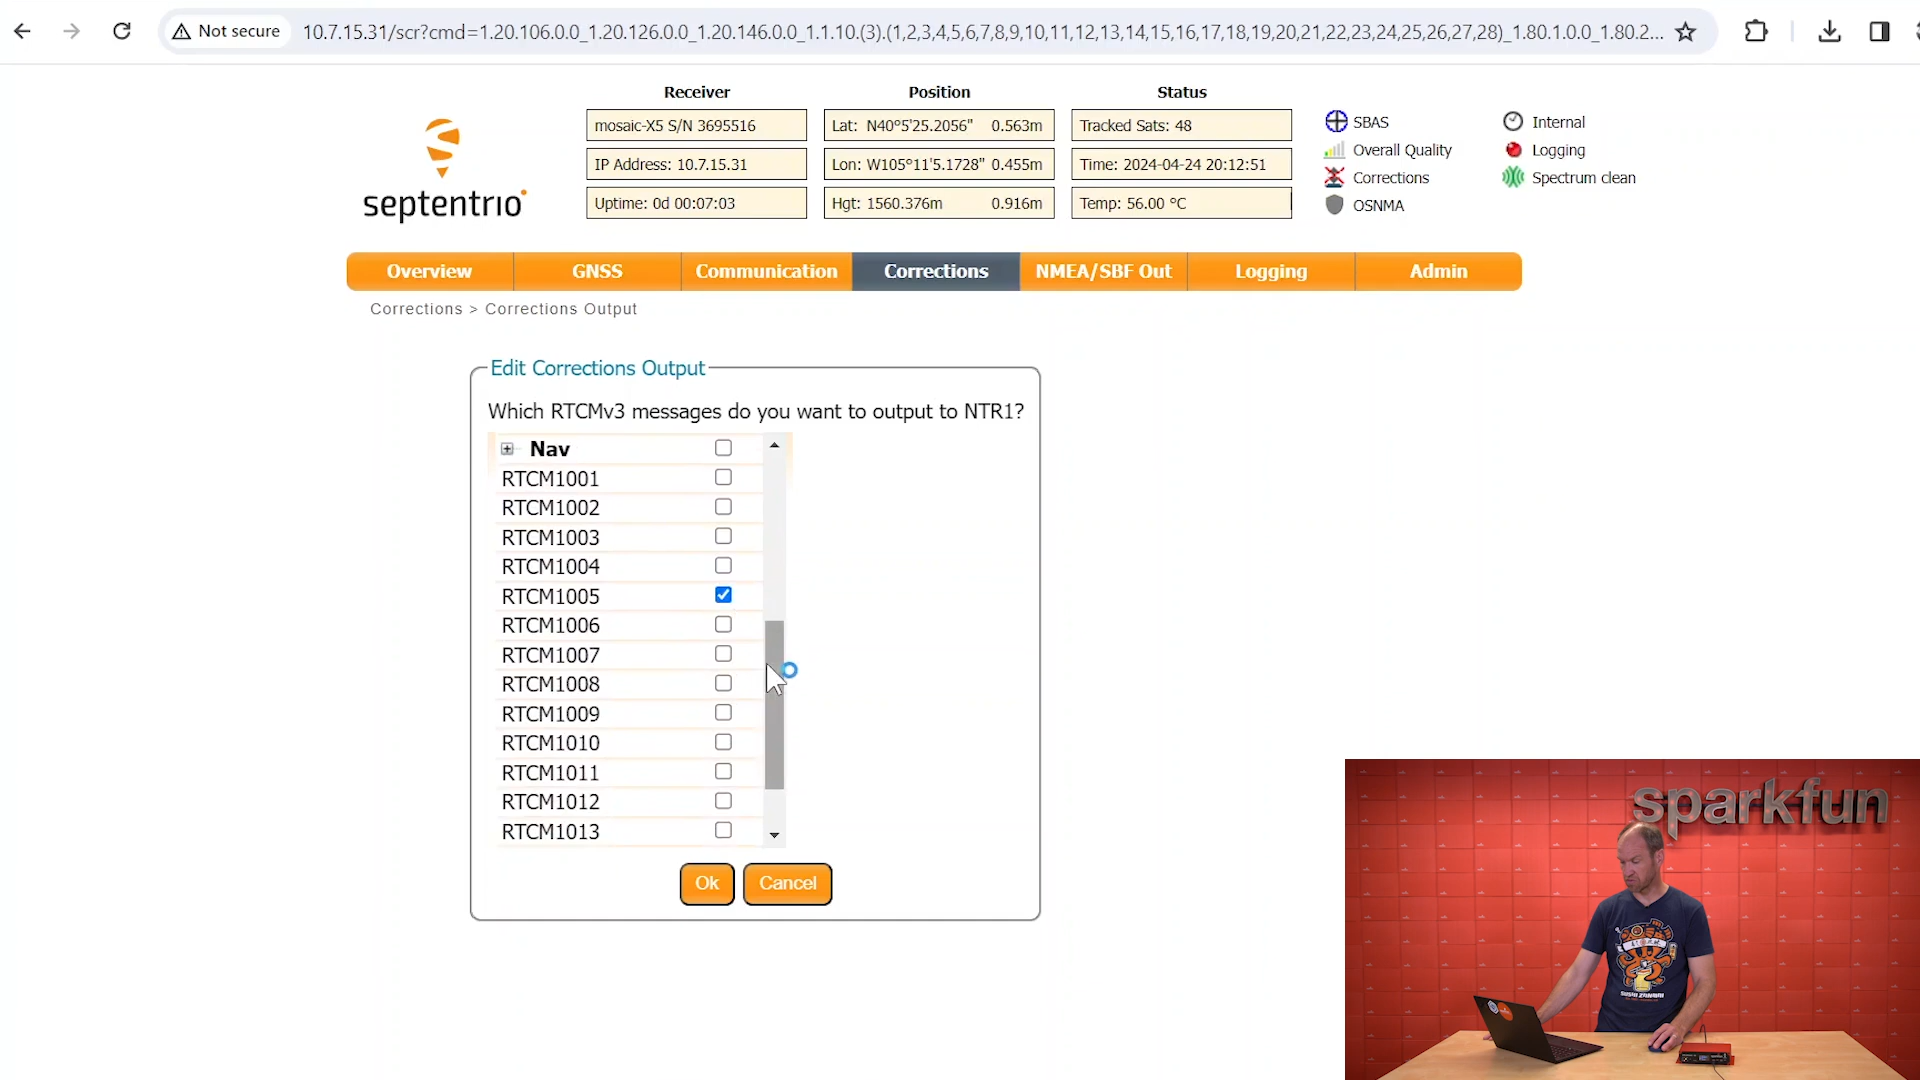 Not secure
10.7.15.31/scr?cmd=1.20.106.0.0_1.20.126.0.0_1.20.146.0.0_1.1.10.(3).(1,2,3,4,5,6,7,8,9,10,11,12,13,14,15,16,17,18,19,20,21,22,23,24,25,26,27,28)_1.80.1.0.0_1.80.2...
septentrio
Receiver
mosaic-X5 S/N 3695516
IP Address: 10.7.15.31
Uptime: 0d 00:07:03
Position
Lat: N40°5'25.2056" 0.563m
Lon: W105°11'5.1728" 0.455m
Hgt: 1560.376m 0.916m
Status
Tracked Sats: 48
Time: 2024-04-24 20:12:51
Temp: 56.00 °C
SBAS
Overall Quality
Corrections
OSNMA
Internal
Logging
Spectrum clean
Overview GNSS Communication Corrections NMEA/SBF Out Logging Admin
Corrections > Corrections Output
Edit Corrections Output
Which RTCMv3 messages do you want to output to NTR1?
Nav
RTCM1001
RTCM1002
RTCM1003
RTCM1004
RTCM1005
RTCM1006
RTCM1007
RTCM1008
RTCM1009
RTCM1010
RTCM1011
RTCM1012
RTCM1013
Ok Cancel
sparkfun